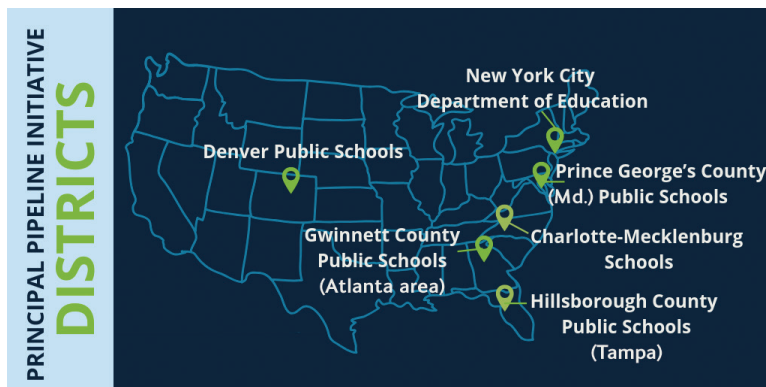 PRINCIPAL PIPELINE INITIATIVE
DISTRICTS
New York City
Department of Education
Denver Public Schools
Prince George's County
(Md.) Public Schools
Gwinnett County
Public Schools
(Atlanta area)
Charlotte-Mecklenburg
Schools
Hillsborough County
Public Schools
(Tampa)